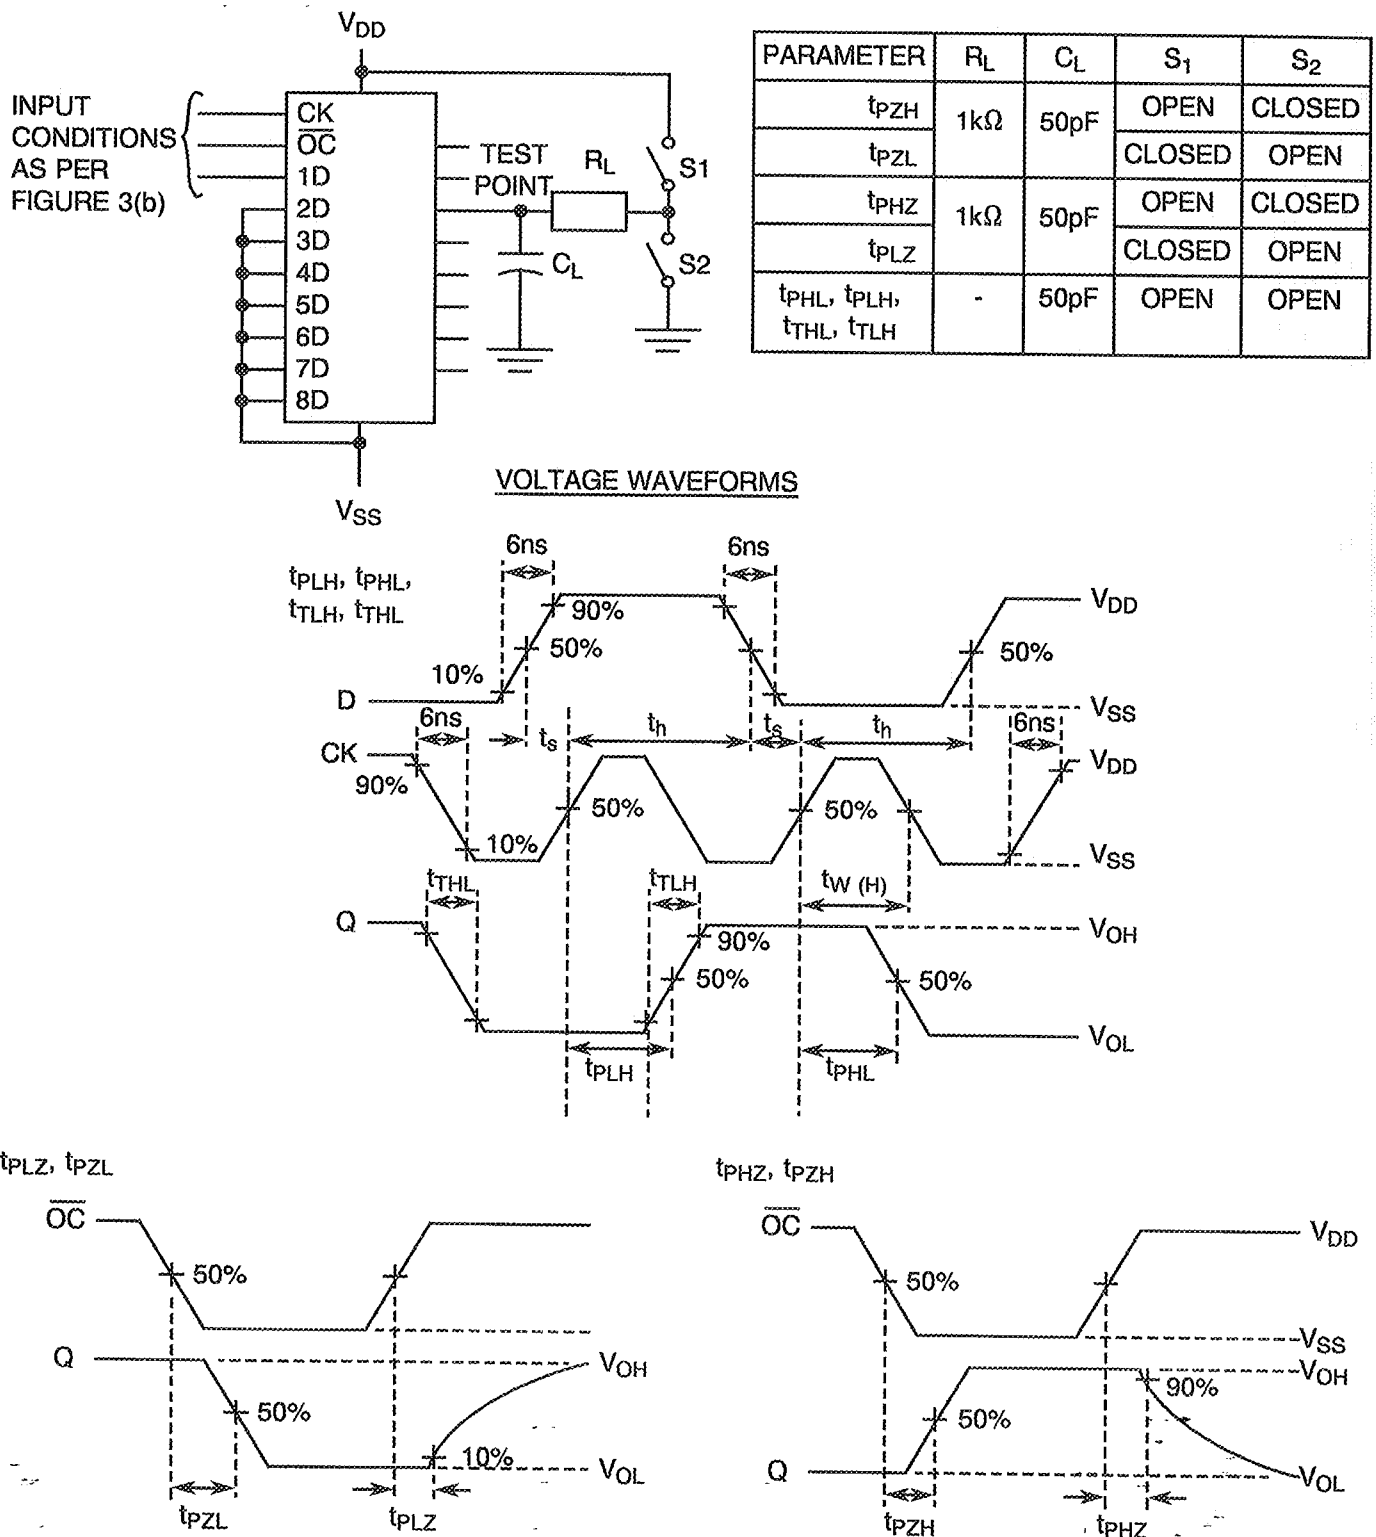 VDD
INPUT
CONDITIONS
AS PER
FIGURE 3(b)
CK
OC
1D
2D
3D
4D
5D
6D
7D
8D
TEST
POINT
RL
CL
S1
S2
VSS
PARAMETER RL CL S1 S2
tPZH 1kΩ 50pF OPEN CLOSED
tPZL CLOSED OPEN
tPHZ 1kΩ 50pF OPEN CLOSED
tPLZ CLOSED OPEN
tPHL, tPLH, - 50pF OPEN OPEN
tTHL, tTLH
VOLTAGE WAVEFORMS
tPLH, tPHL,
tTLH, tTHL
6ns 6ns
90% VDD
50% 50%
10%
D VSS
6ns ts th ts th 6ns
CK VDD
90% 50% 50%
10% VSS
tTHL tTLH tW (H)
Q 90% VOH
50% 50%
VOL
tPLH tPHL
tPLZ, tPZL
OC
50%
Q VOH
50%
10% VOL
tPZL tPLZ
tPHZ, tPZH
OC VDD
50%
VSS
VOH
90%
50%
Q VOL
tPZH tPHZ